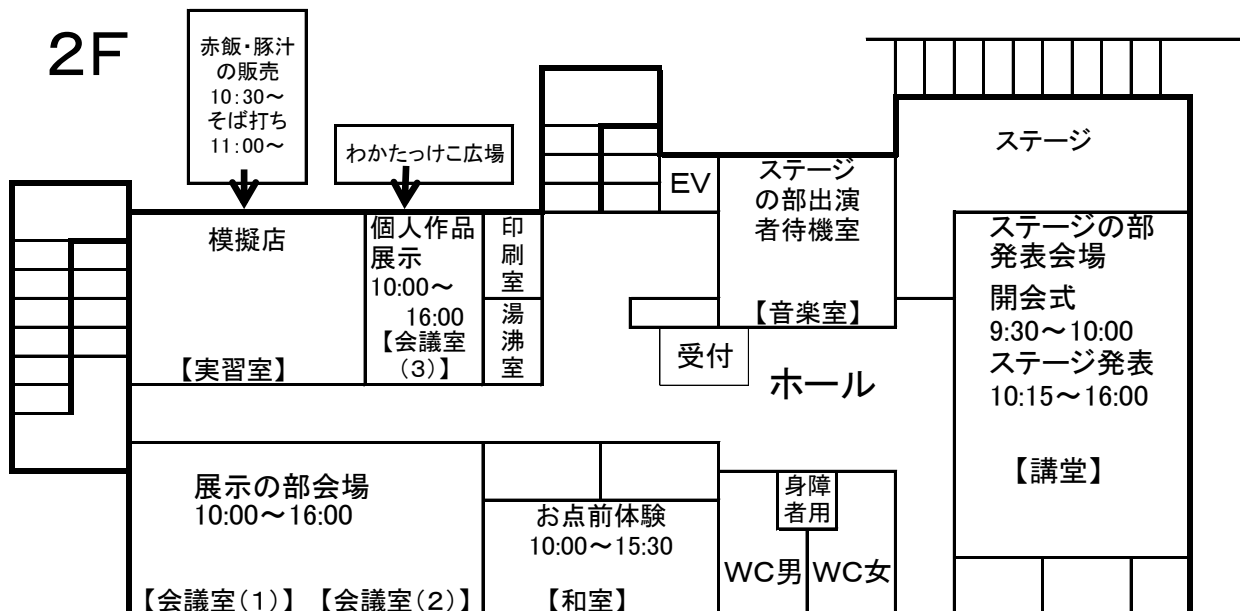 2F
赤飯・豚汁
の販売
10:30～
そば打ち
11:00～
わかたっけこ広場
模擬店
【実習室】
個人作品
展示
10:00～
16:00
【会議室
（3）】
印刷室
湯沸室
EV
ステージ
の部出演
者待機室
【音楽室】
受付
ホール
ステージ
ステージの部
発表会場
開会式
9:30～10:00
ステージ発表
10:15～16:00
【講堂】
展示の部会場
10:00～16:00
【会議室（1）】 【会議室（2）】
お点前体験
10:00～15:30
【和室】
身障
者用
WC男
WC女